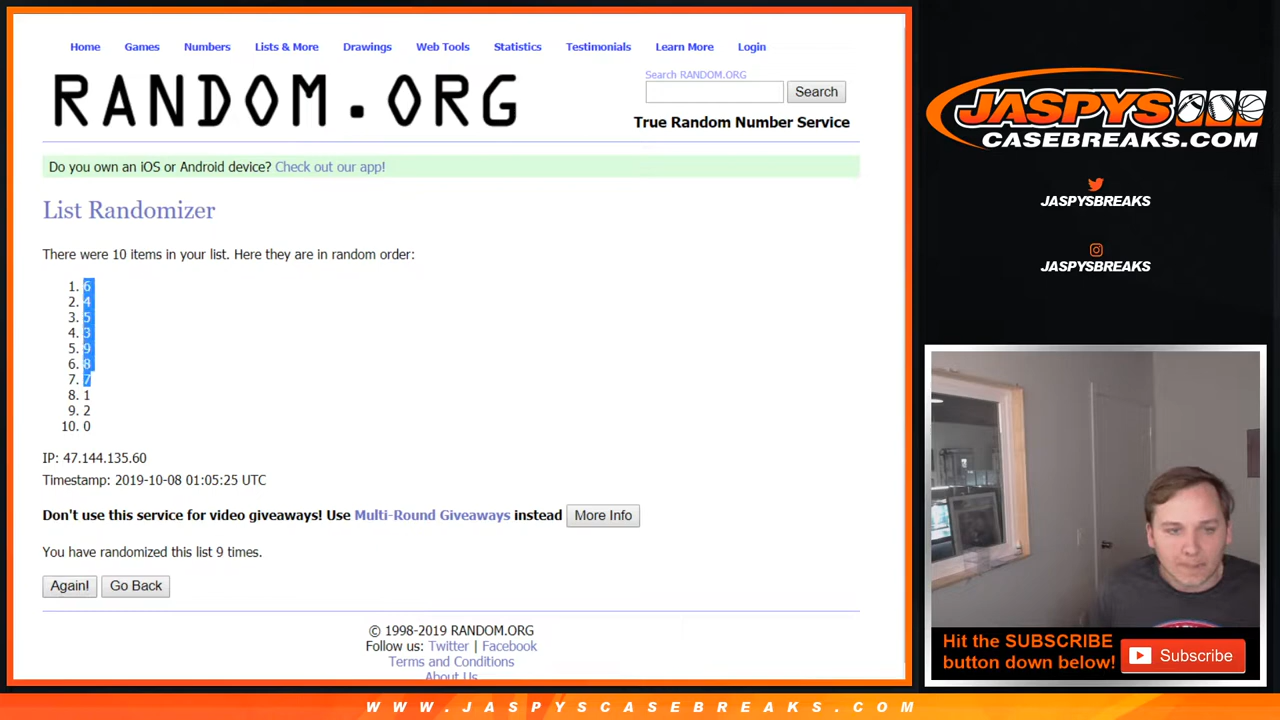 Home Games Numbers Lists & More Drawings Web Tools Statistics Testimonials Learn More Login
RANDOM.ORG
Search RANDOM.ORG
Search
True Random Number Service
Do you own an iOS or Android device? Check out our app!
List Randomizer
There were 10 items in your list. Here they are in random order:
1. 6
2. 4
3. 5
4. 3
5. 9
6. 8
7. 7
8. 1
9. 2
10. 0
IP: 47.144.135.60
Timestamp: 2019-10-08 01:05:25 UTC
Don't use this service for video giveaways! Use Multi-Round Giveaways instead More Info
You have randomized this list 9 times.
Again! Go Back
© 1998-2019 RANDOM.ORG
Follow us: Twitter | Facebook
Terms and Conditions
About Us
JASPYS
CASEBREAKS.COM
JASPYSBREAKS
JASPYSBREAKS
Hit the SUBSCRIBE
button down below!
Subscribe
WWW.JASPYSCASEBREAKS.COM